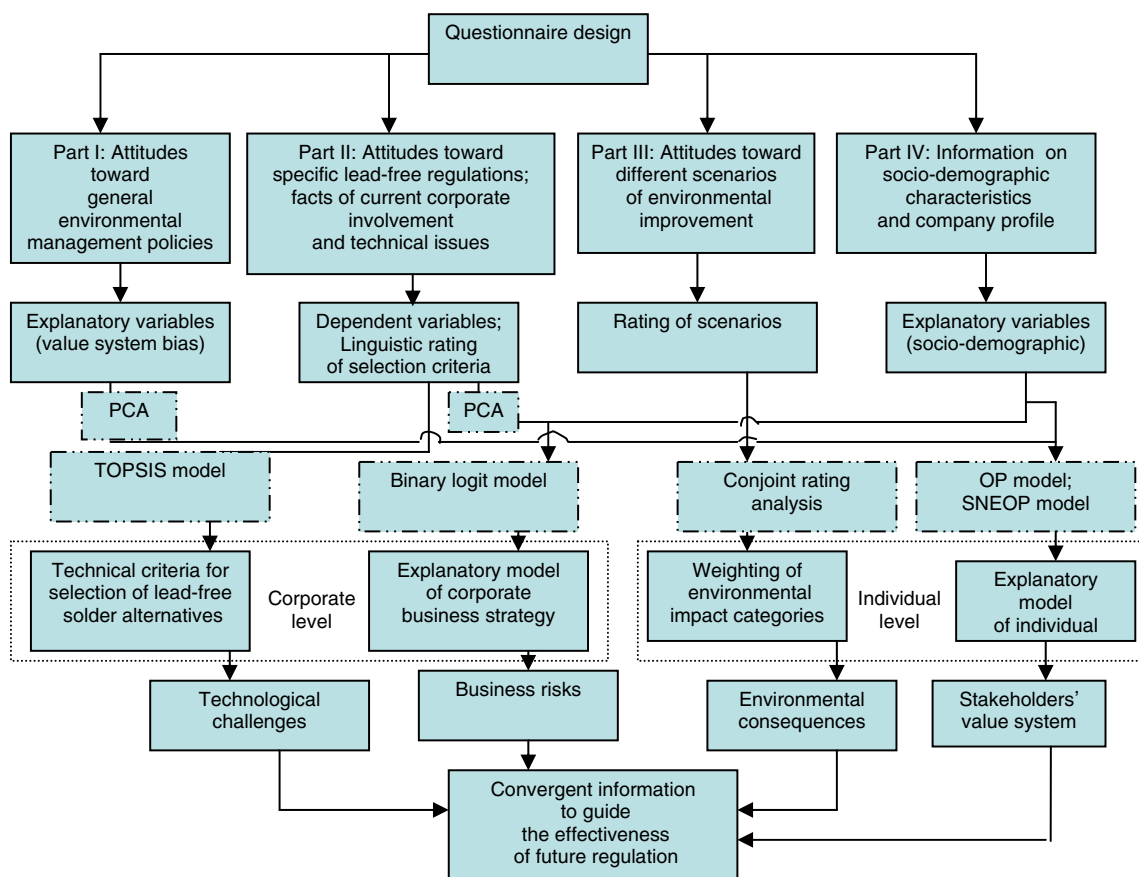 Questionnaire design
Part I: Attitudes
toward
general
environmental
management policies
Part II: Attitudes toward
specific lead-free regulations;
facts of current corporate
involvement
and technical issues
Part III: Attitudes toward
different scenarios
of environmental
improvement
Part IV: Information on
socio-demographic
characteristics
and company profile
Explanatory variables
(value system bias)
Dependent variables;
Linguistic rating
of selection criteria
Rating of scenarios
Explanatory variables
(socio-demographic)
PCA
PCA
TOPSIS model
Binary logit model
Conjoint rating
analysis
OP model;
SNEOP model
Technical criteria for
selection of lead-free
solder alternatives
Corporate
level
Explanatory model
of corporate
business strategy
Weighting of
environmental
impact categories
Individual
level
Explanatory
model
of individual
Technological
challenges
Business risks
Environmental
consequences
Stakeholders’
value system
Convergent information
to guide
the effectiveness
of future regulation